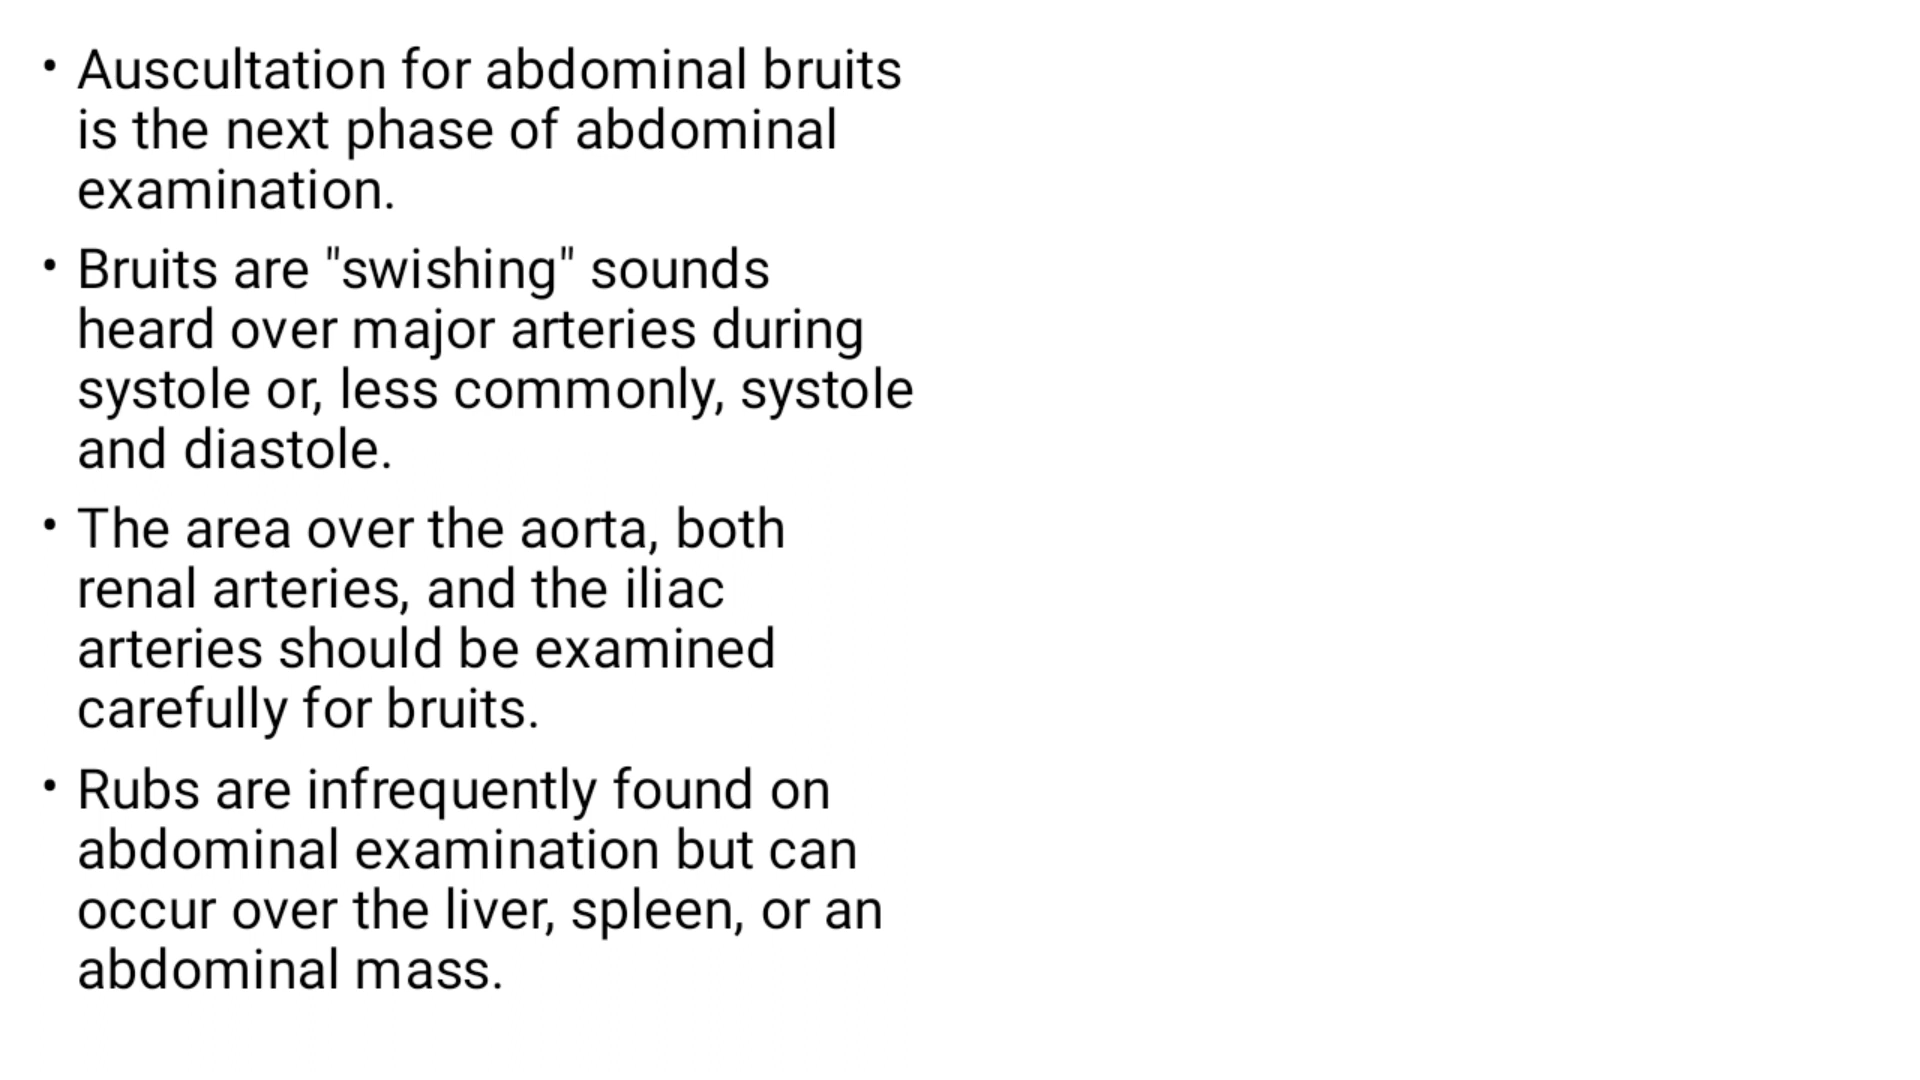 • Auscultation for abdominal bruits
is the next phase of abdominal
examination.
• Bruits are "swishing" sounds
heard over major arteries during
systole or, less commonly, systole
and diastole.
• The area over the aorta, both
renal arteries, and the iliac
arteries should be examined
carefully for bruits.
• Rubs are infrequently found on
abdominal examination but can
occur over the liver, spleen, or an
abdominal mass.